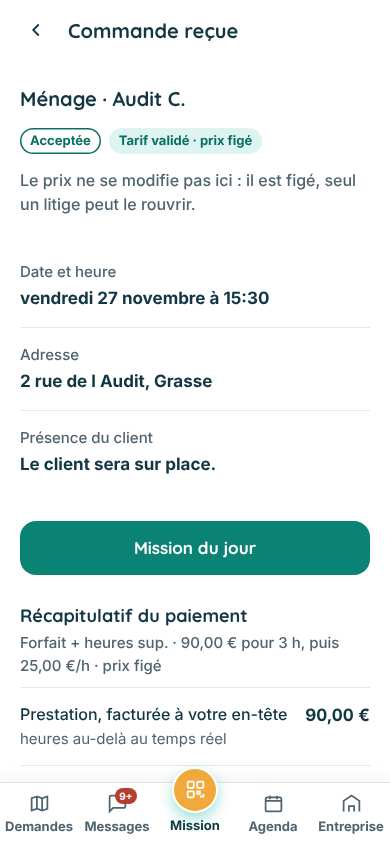 Commande reçue
Ménage · Audit C.
Acceptée
Tarif validé · prix figé
Le prix ne se modifie pas ici : il est figé, seul
un litige peut le rouvrir.
Date et heure
vendredi 27 novembre à 15:30
Adresse
2 rue de l Audit, Grasse
Présence du client
Le client sera sur place.
Mission du jour
Récapitulatif du paiement
Forfait + heures sup. · 90,00 € pour 3 h, puis
25,00 €/h · prix figé
Prestation, facturée à votre en-tête 90,00 €
heures au-delà au temps réel
9+
Demandes Messages Mission Agenda Entreprise